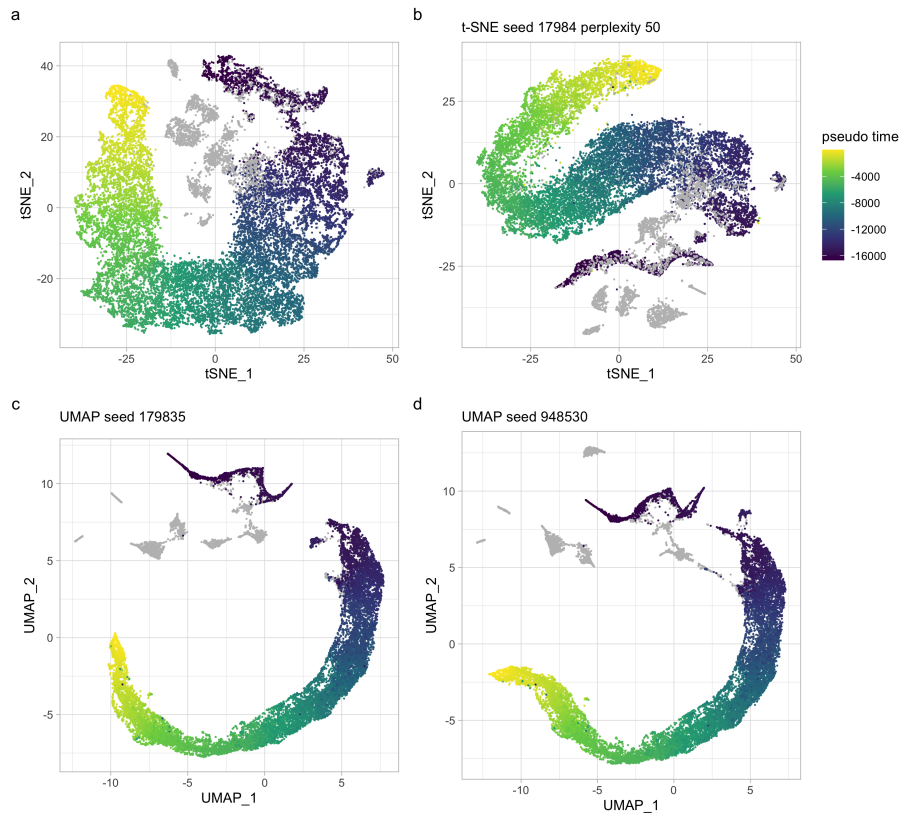 a
40
20
0
-20
tSNE_2
-25
0
25
50
tSNE_1
b
t-SNE seed 17984 perplexity 50
25
0
-25
tSNE_2
-25
0
25
50
tSNE_1
pseudo time
-4000
-8000
-12000
-16000
c
UMAP seed 179835
10
5
0
-5
UMAP_2
-10
-5
0
5
UMAP_1
d
UMAP seed 948530
10
5
0
-5
UMAP_2
-10
-5
0
5
UMAP_1